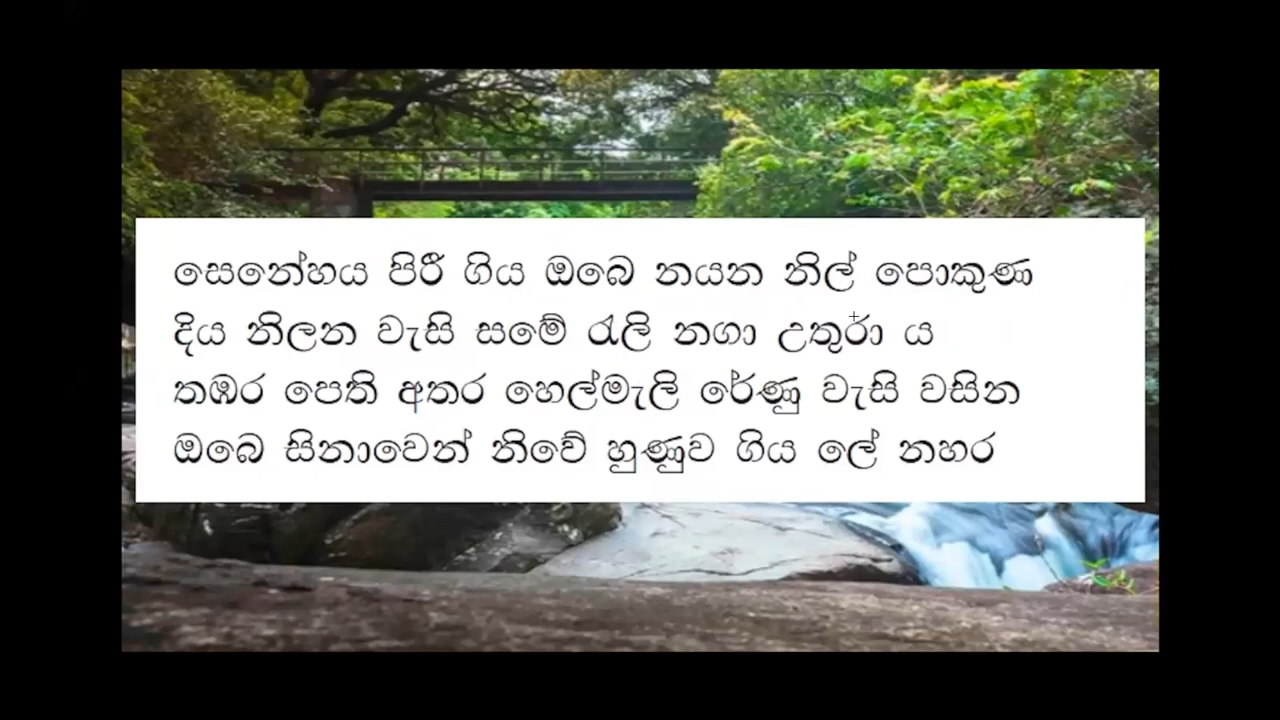 සෙනේහය පිරී ගිය ඔබෙ නයන නිල් පොකුණ
දිය නිලන වැසි සමේ රැලි නගා උතුරා ය
තඹර පෙති අතර හෙල්මැලි රේණු වැසි වසින
ඔබෙ සිනාවෙන් නිවේ හුණුව ගිය ලේ නහර